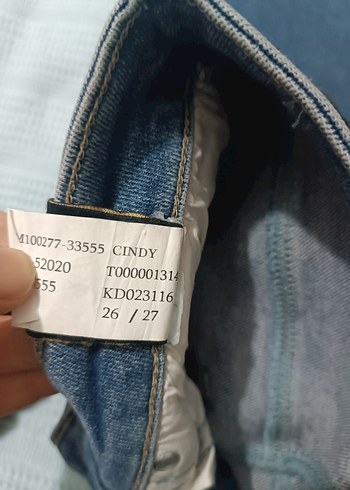 M100277-33555 CINDY
-52020 T000001314
555 KD023116
26 / 27